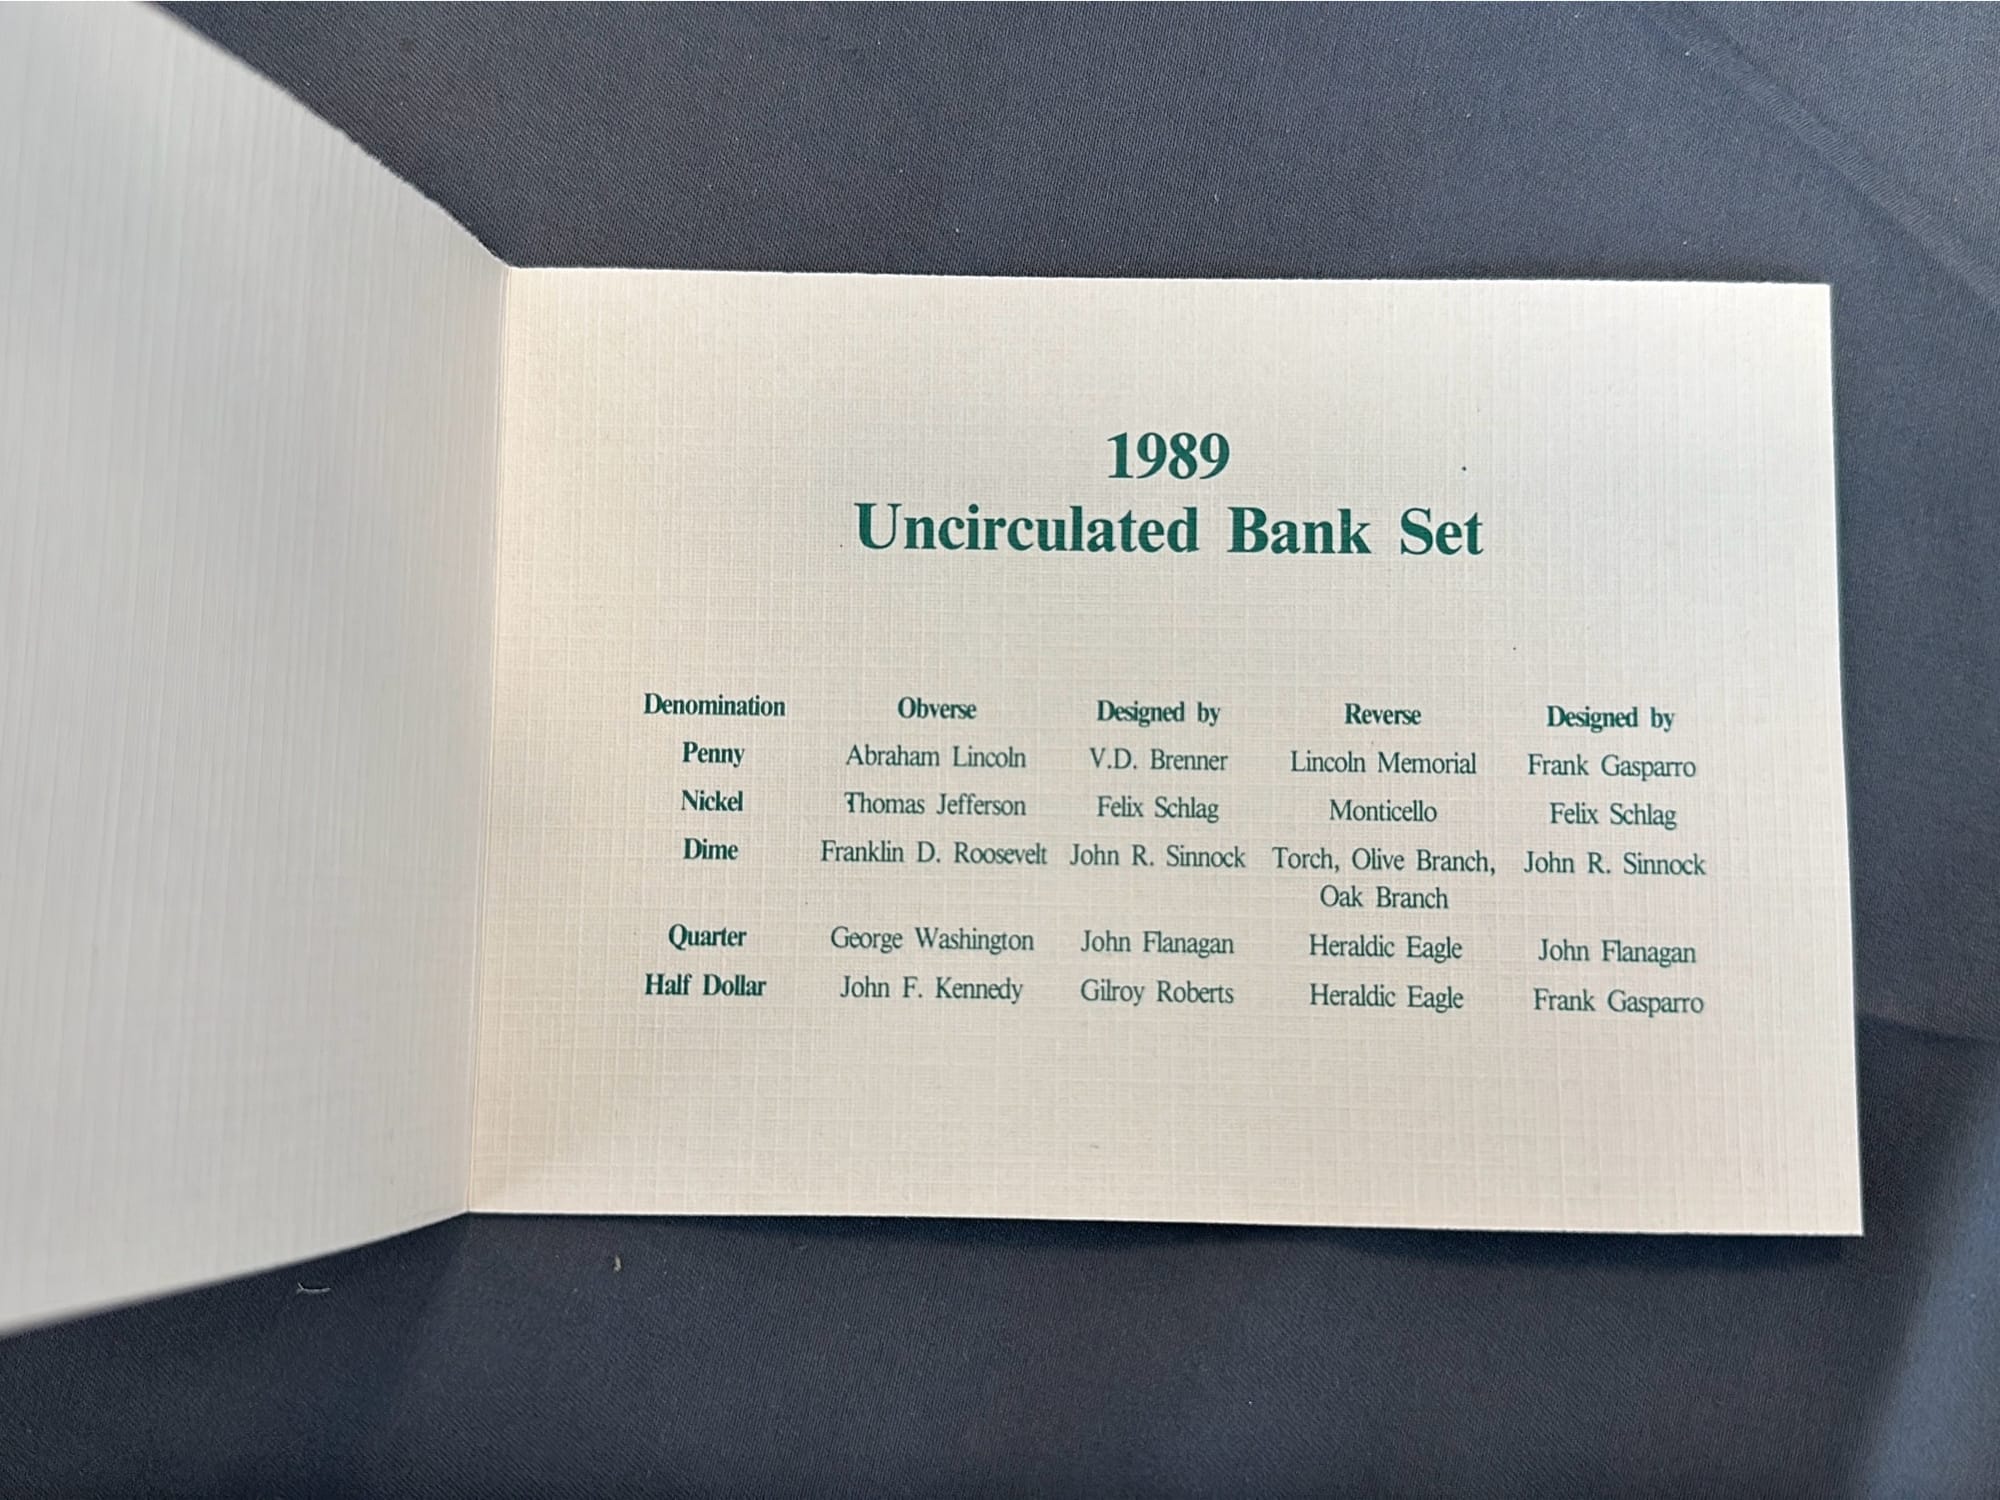 1989
Uncirculated Bank Set
Denomination Obverse Designed by Reverse Designed by
Penny Abraham Lincoln V.D. Brenner Lincoln Memorial Frank Gasparro
Nickel Thomas Jefferson Felix Schlag Monticello Felix Schlag
Dime Franklin D. Roosevelt John R. Sinnock Torch, Olive Branch, John R. Sinnock
Oak Branch
Quarter George Washington John Flanagan Heraldic Eagle John Flanagan
Half Dollar John F. Kennedy Gilroy Roberts Heraldic Eagle Frank Gasparro